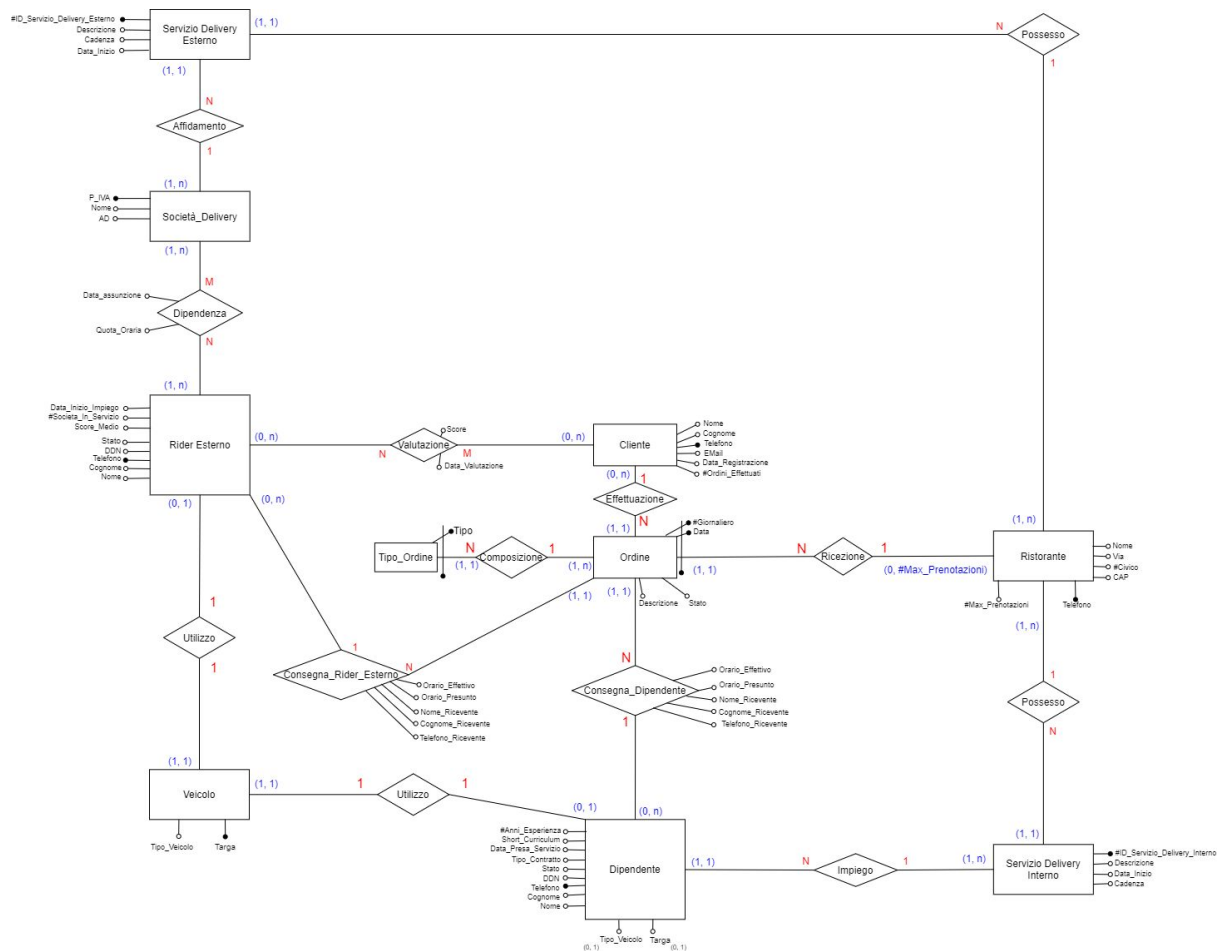 #ID_Servizio_Delivery_Esterno
Descrizione
Cadenza
Data_Inizio
Servizio Delivery
Esterno
(1, 1)
N
Possesso
1
(1, 1)
N
Affidamento
1
(1, n)
P_IVA
Nome
AD
Società_Delivery
(1, n)
M
Data_assunzione
Dipendenza
Quota_Oraria
N
(1, n)
Data_Inizio_Impiego
#Societa_In_Servizio
Score_Medio
Stato
DDN
Telefono
Cognome
Nome
Rider Esterno
(0, n)
N
Valutazione
Score
M
Data_Valutazione
(0, n)
Cliente
Nome
Cognome
Telefono
EMail
Data_Registrazione
#Ordini_Effettuati
(0, n)
1
Effettuazione
N
(1, 1)
#Giornaliero
Data
Tipo
Tipo_Ordine
N
(1, 1)
Composizione
1
(1, n)
Ordine
(1, 1)
N
Ricezione
1
(0, #Max_Prenotazioni)
(1, n)
Ristorante
Nome
Via
#Civico
CAP
#Max_Prenotazioni
Telefono
(1, n)
(0, 1)
(0, n)
(1, 1)
(1, 1)
Descrizione
Stato
1
Utilizzo
1
1
Consegna_Rider_Esterno
N
Orario_Effettivo
Orario_Presunto
Nome_Ricevente
Cognome_Ricevente
Telefono_Ricevente
N
Consegna_Dipendente
1
Orario_Effettivo
Orario_Presunto
Nome_Ricevente
Cognome_Ricevente
Telefono_Ricevente
1
Possesso
N
(1, 1)
Veicolo
(1, 1)
Tipo_Veicolo
Targa
1
Utilizzo
1
(0, 1)
(0, n)
#Anni_Esperienza
Short_Curriculum
Data_Presa_Servizio
Tipo_Contratto
Stato
DDN
Telefono
Cognome
Nome
Dipendente
(1, 1)
N
Impiego
1
(1, n)
(1, 1)
Servizio Delivery
Interno
#ID_Servizio_Delivery_Interno
Descrizione
Data_Inizio
Cadenza
Tipo_Veicolo
(0, 1)
Targa
(0, 1)